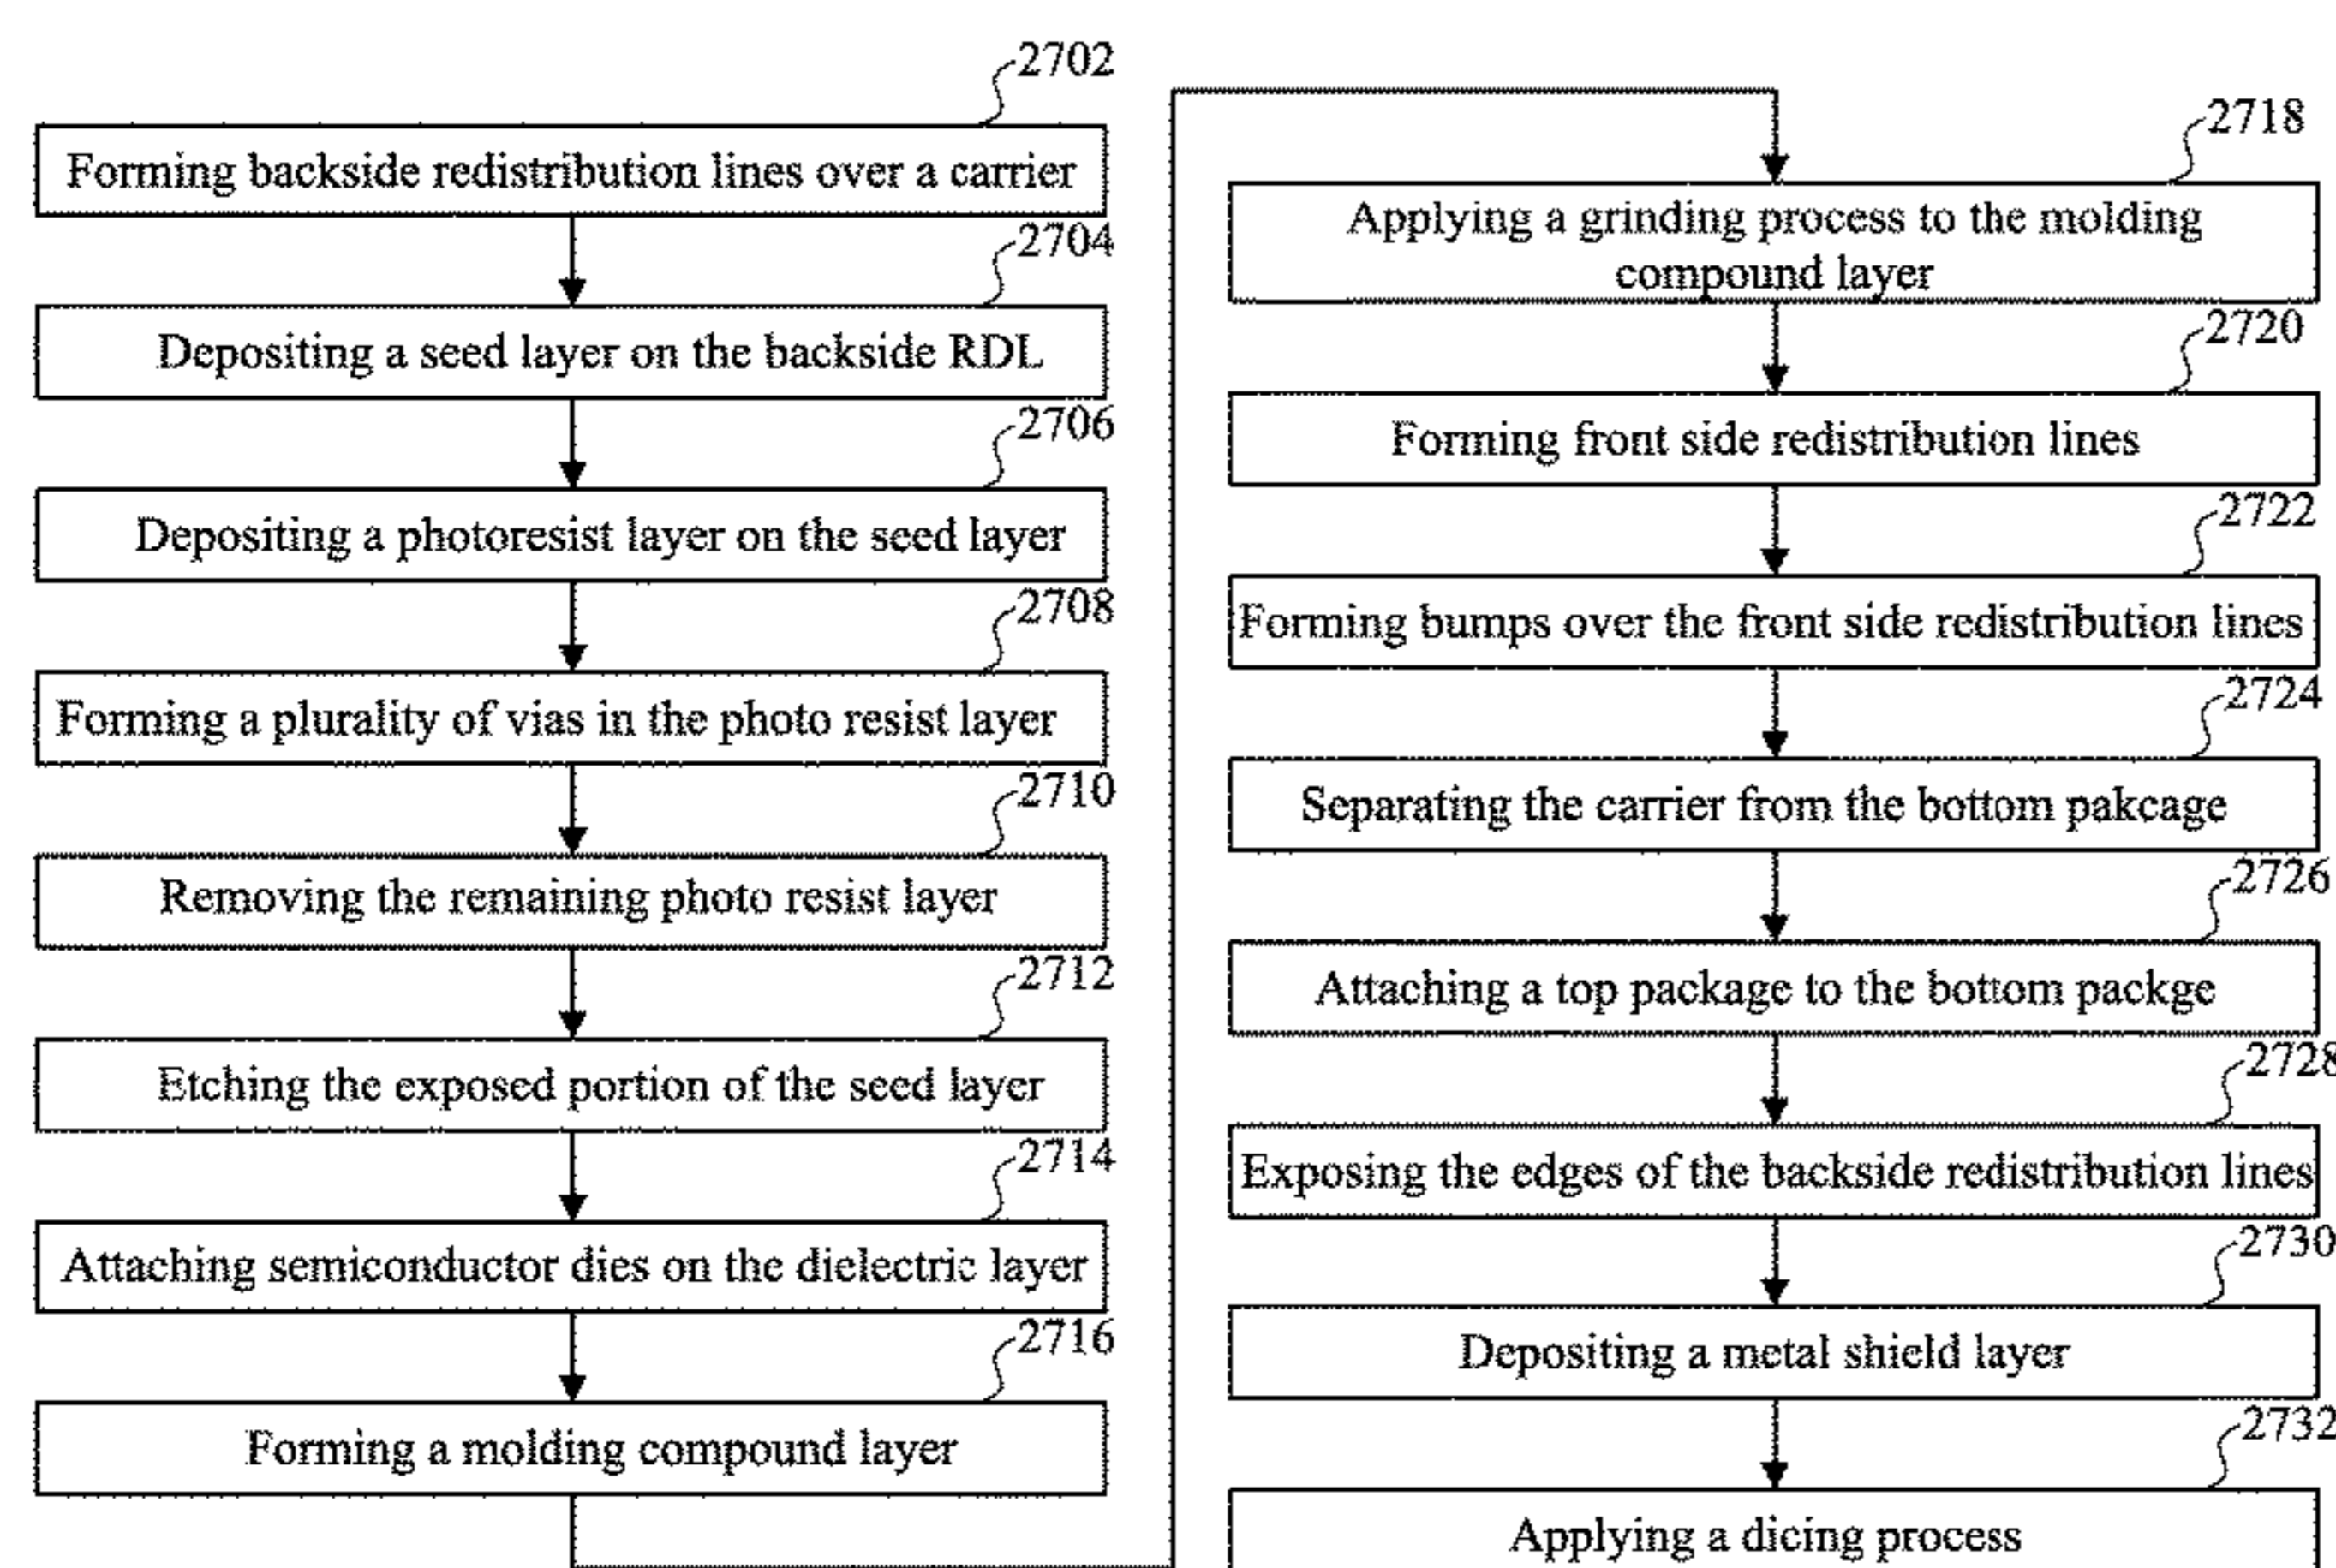 2702
Forming backside redistribution lines over a carrier
2704
Depositing a seed layer on the backside RDL
2706
Depositing a photoresist layer on the seed layer
2708
Forming a plurality of vias in the photo resist layer
2710
Removing the remaining photo resist layer
2712
Etching the exposed portion of the seed layer
2714
Attaching semiconductor dies on the dielectric layer
2716
Forming a molding compound layer
2718
Applying a grinding process to the molding
compound layer
2720
Forming front side redistribution lines
2722
Forming bumps over the front side redistribution lines
2724
Separating the carrier from the bottom pakcage
2726
Attaching a top package to the bottom packge
2728
Exposing the edges of the backside redistribution lines
2730
Depositing a metal shield layer
2732
Applying a dicing process